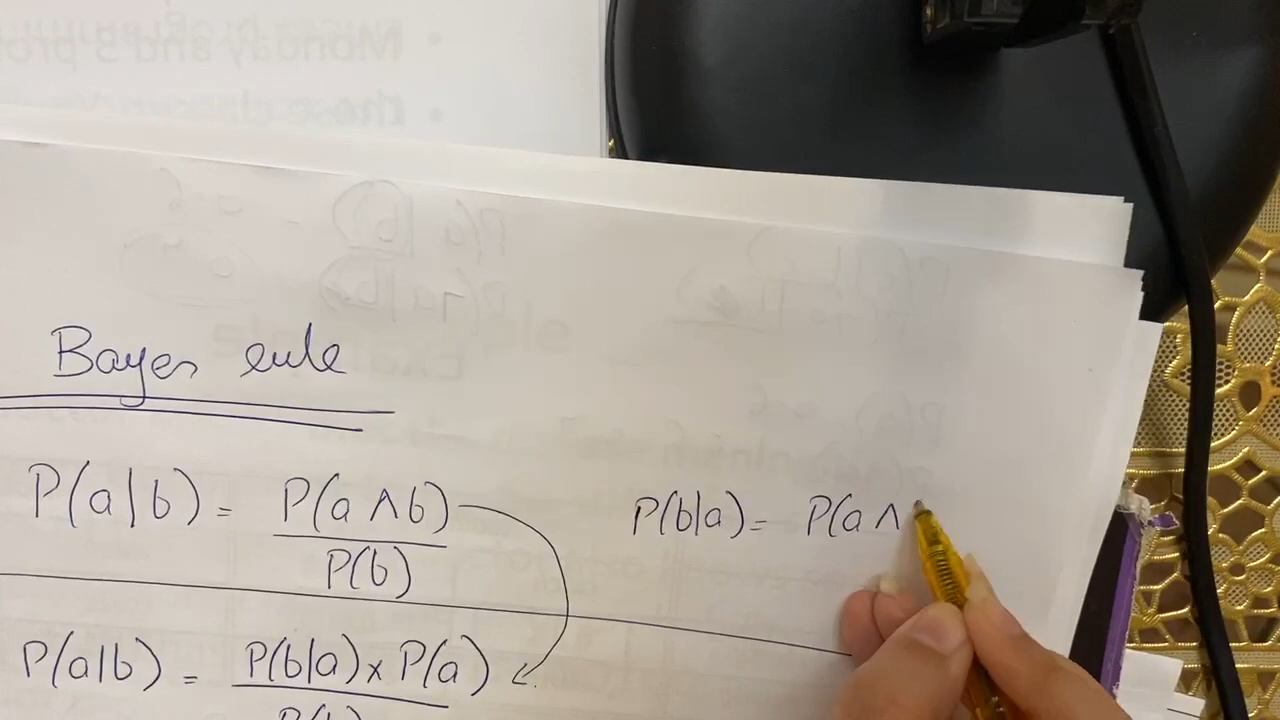 Bayes rule
P(a|b) = P(a ∧ b) / P(b)
P(b|a) = P(a ∧
P(a|b) = P(b|a) x P(a)